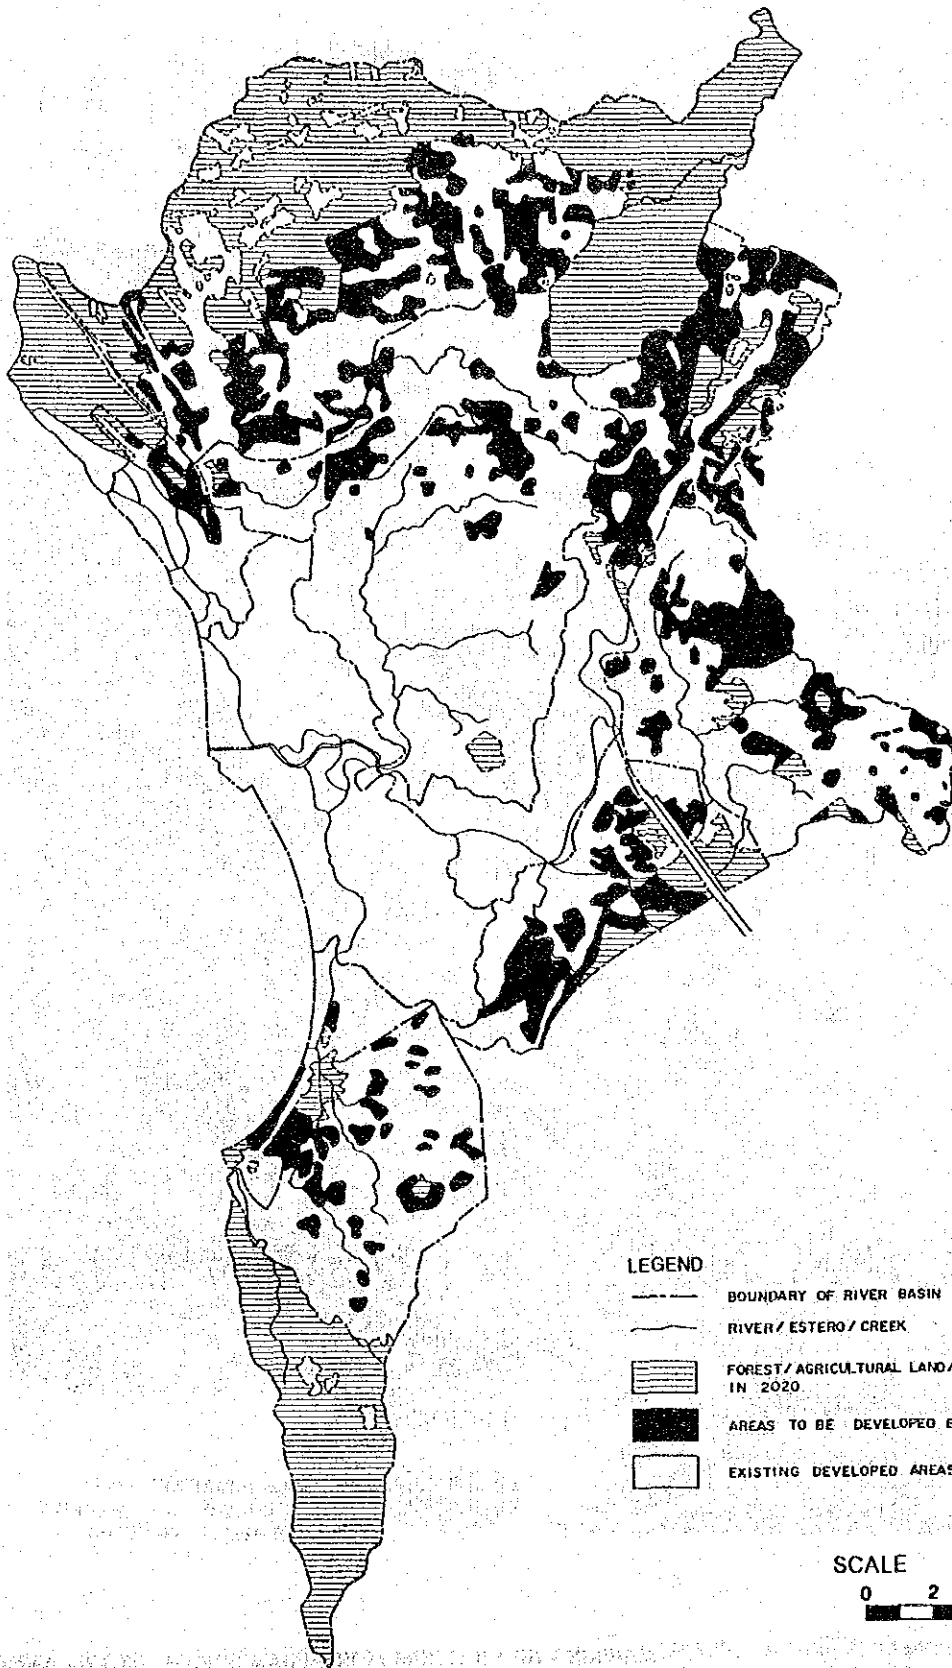 LEGEND
BOUNDARY OF RIVER BASIN
RIVER/ESTERO/CREEK
FOREST/AGRICULTURAL LAND/
IN 2020
AREAS TO BE DEVELOPED
EXISTING DEVELOPED AREAS
SCALE
0 2